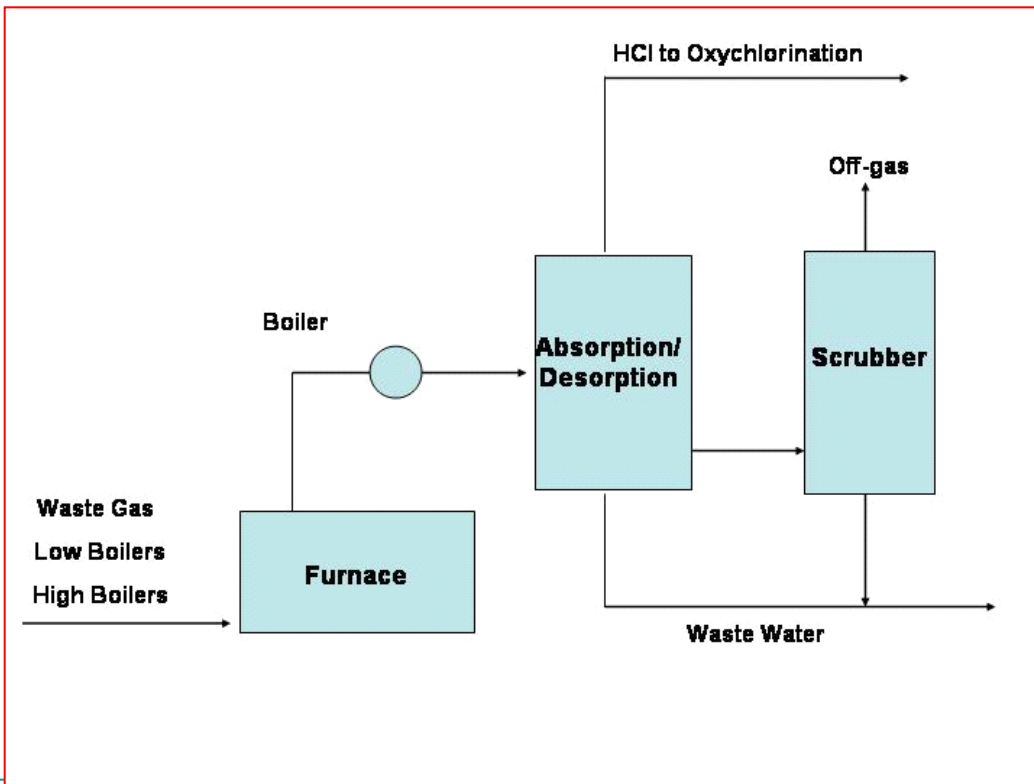 HCl to Oxychlorination
Off-gas
Boiler
Absorption/
Desorption
Scrubber
Waste Gas
Low Boilers
High Boilers
Furnace
Waste Water